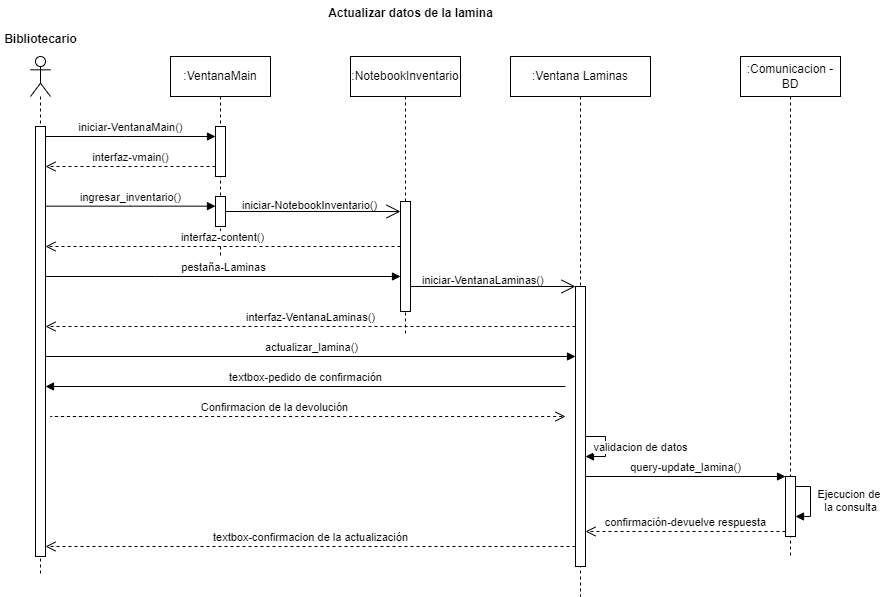 Actualizar datos de la lamina
Bibliotecario
:VentanaMain
:NotebookInventario
:Ventana Laminas
:Comunicacion -
BD
iniciar-VentanaMain()
interfaz-vmain()
ingresar_inventario()
iniciar-NotebookInventario()
interfaz-content()
pestaña-Laminas
iniciar-VentanaLaminas()
interfaz-VentanaLaminas()
actualizar_lamina()
textbox-pedido de confirmación
Confirmacion de la devolución
validacion de datos
query-update_lamina()
Ejecucion de
la consulta
confirmación-devuelve respuesta
textbox-confirmacion de la actualización